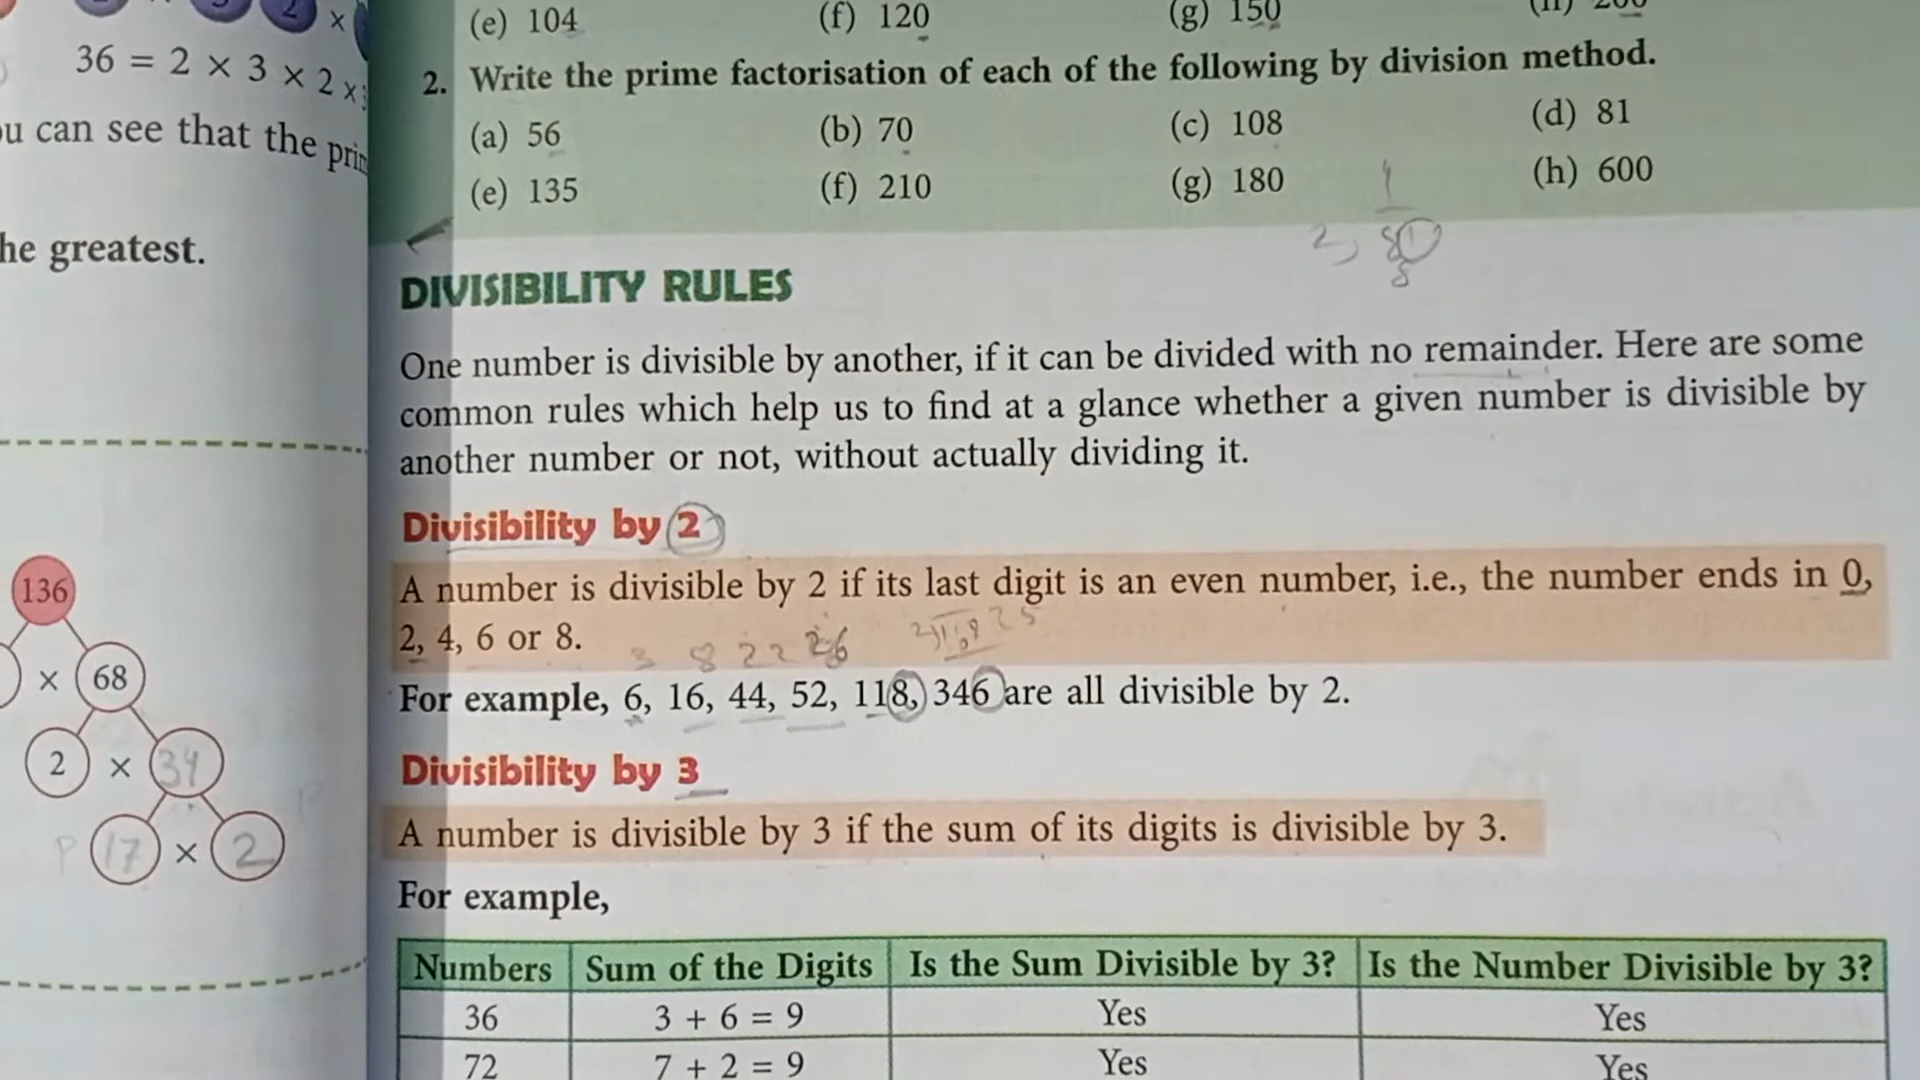 36 = 2 × 3 × 2 ×
u can see that the prin
he greatest.
136
× 68
2 × 34
P 17 × 2
(e) 104 (f) 120 (g) 150 (h) 200
2. Write the prime factorisation of each of the following by division method.
(a) 56 (b) 70 (c) 108 (d) 81
(e) 135 (f) 210 (g) 180 (h) 600
DIVISIBILITY RULES
One number is divisible by another, if it can be divided with no remainder. Here are some
common rules which help us to find at a glance whether a given number is divisible by
another number or not, without actually dividing it.
Divisibility by 2
A number is divisible by 2 if its last digit is an even number, i.e., the number ends in 0,
2, 4, 6 or 8.
3 8 22 26
For example, 6, 16, 44, 52, 118, 346 are all divisible by 2.
Divisibility by 3
A number is divisible by 3 if the sum of its digits is divisible by 3.
For example,
Numbers Sum of the Digits Is the Sum Divisible by 3? Is the Number Divisible by 3?
36 3 + 6 = 9 Yes Yes
72 7 + 2 = 9 Yes Yes